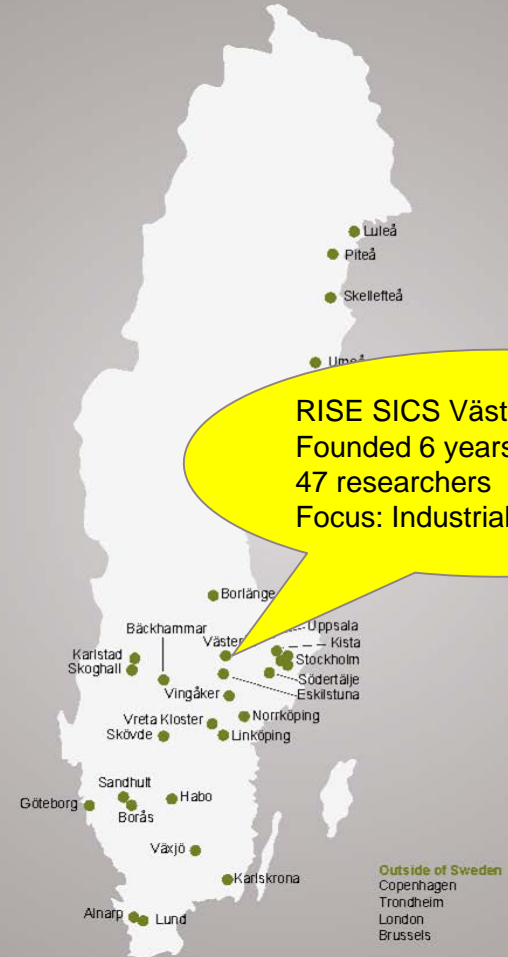 Luleå
Piteå
Skellefteå
RISE SICS
Founded 6 years
47 researchers
Focus: Industrial
Borlänge
Uppsala
Bäckhammar
Kista
Karlstad
Stockholm
Skoghall
Södertälje
Eskilstuna
Vingåker
Norrköping
Vreta Kloster
Skövde
Linköping
Sandhult
Habo
Göteborg
Borås
Växjö
Karlskrona
Alnarp
Lund
Outside of Sweden
Copenhagen
Trondheim
London
Brussels